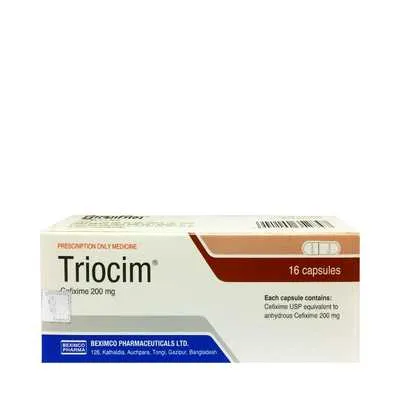 PRESCRIPTION ONLY MEDICINE
Triocim®
Cefixime 200 mg
16 capsules
Each capsule contains:
Cefixime USP equivalent to
anhydrous Cefixime 200 mg
BEXIMCO
PHARMA
BEXIMCO PHARMACEUTICALS LTD.
126, Kathaldia, Auchpara, Tongi, Gazipur, Bangladesh